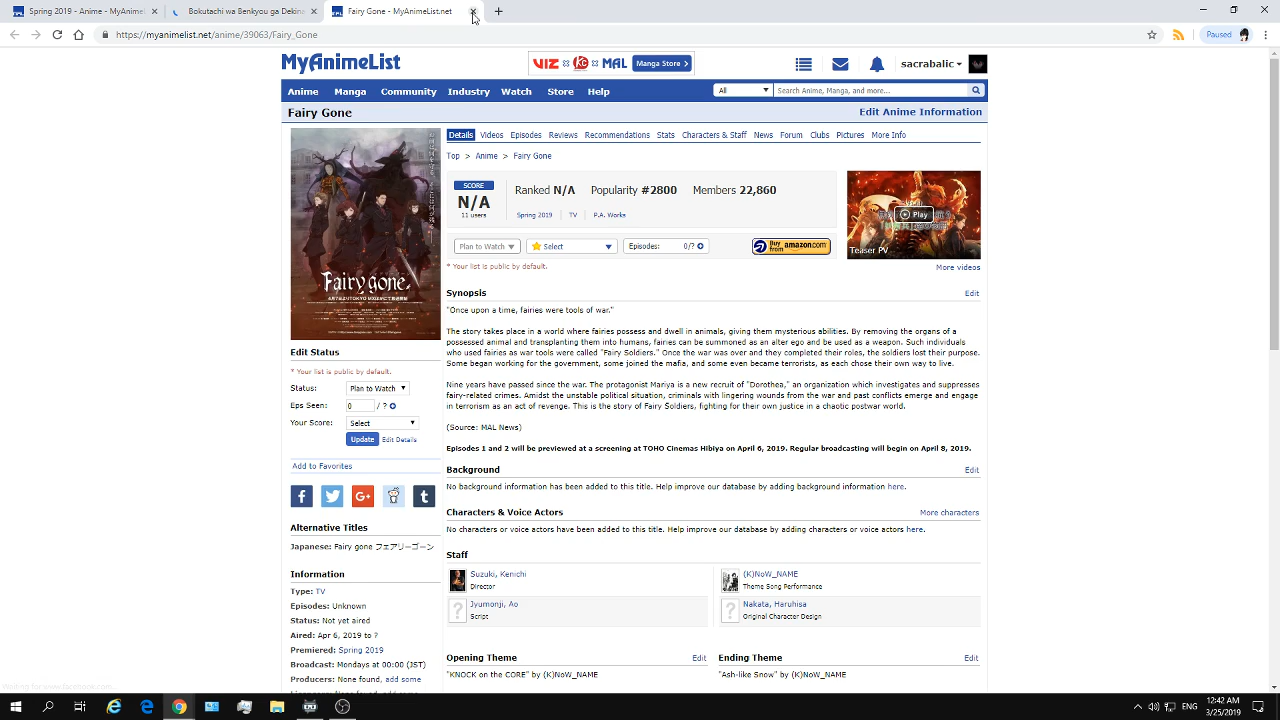 Spring 2019 - Anime - MyAnimeL
Bokutachi wa Benkyou ga Dekina
Fairy Gone - MyAnimeList.net
https://myanimelist.net/anime/39063/Fairy_Gone
Paused
MyAnimeList
VIZ MAL Manga Store >
sacrabalic
Anime Manga Community Industry Watch Store Help
All
Search Anime, Manga, and more...
Fairy Gone
Edit Anime Information
Details Videos Episodes Reviews Recommendations Stats Characters & Staff News Forum Clubs Pictures More Info
Top > Anime > Fairy Gone
SCORE
N/A
11 users
Ranked N/A Popularity #2800 Members 22,860
Spring 2019 | TV | P.A. Works
Plan to Watch
Select
Episodes: 0/?
Buy from amazon.com
Play
Teaser PV
* Your list is public by default.
More videos
Fairy gone
Synopsis
Edit
"Once upon a time, fairies were tools of war."
The story takes place in a world where fairies possess and dwell in animals, giving them mysterious abilities. By removing the organs of a
possessed animal and transplanting them into humans, fairies can be summoned as an alter ego and be used as a weapon. Such individuals
who used fairies as war tools were called "Fairy Soldiers." Once the war was over and they completed their roles, the soldiers lost their purpose.
Some began working for the government, some joined the mafia, and some even became terrorists, as each chose their own way to live.
Nine years have passed since the war. The protagonist Mariya is a new recruit of "Dorothea," an organization which investigates and suppresses
fairy-related crimes. Amidst the unstable political situation, criminals with lingering wounds from the war and past conflicts emerge and engage
in terrorism as an act of revenge. This is the story of Fairy Soldiers, fighting for their own justice in a chaotic postwar world.
(Source: MAL News)
Episodes 1 and 2 will be previewed at a screening at TOHO Cinemas Hibiya on April 6, 2019. Regular broadcasting will begin on April 8, 2019.
Background
Edit
No background information has been added to this title. Help improve our database by adding background information here.
Characters & Voice Actors
More characters
No characters or voice actors have been added to this title. Help improve our database by adding characters or voice actors here.
Staff
Suzuki, Kenichi
Director
(K)NoW_NAME
Theme Song Performance
Jyumonji, Ao
Script
Nakata, Haruhisa
Original Character Design
Opening Theme
Edit
"KNOCK on the CORE" by (K)NoW_NAME
Ending Theme
Edit
"Ash-like Snow" by (K)NoW_NAME
Edit Status
* Your list is public by default.
Status: Plan to Watch
Eps Seen: 0 / ?
Your Score: Select
Update Edit Details
Add to Favorites
Alternative Titles
Japanese: Fairy gone フェアリーゴーン
Information
Type: TV
Episodes: Unknown
Status: Not yet aired
Aired: Apr 6, 2019 to ?
Premiered: Spring 2019
Broadcast: Mondays at 00:00 (JST)
Producers: None found, add some
Waiting for www.facebook.com...
ENG
12:42 AM
3/25/2019